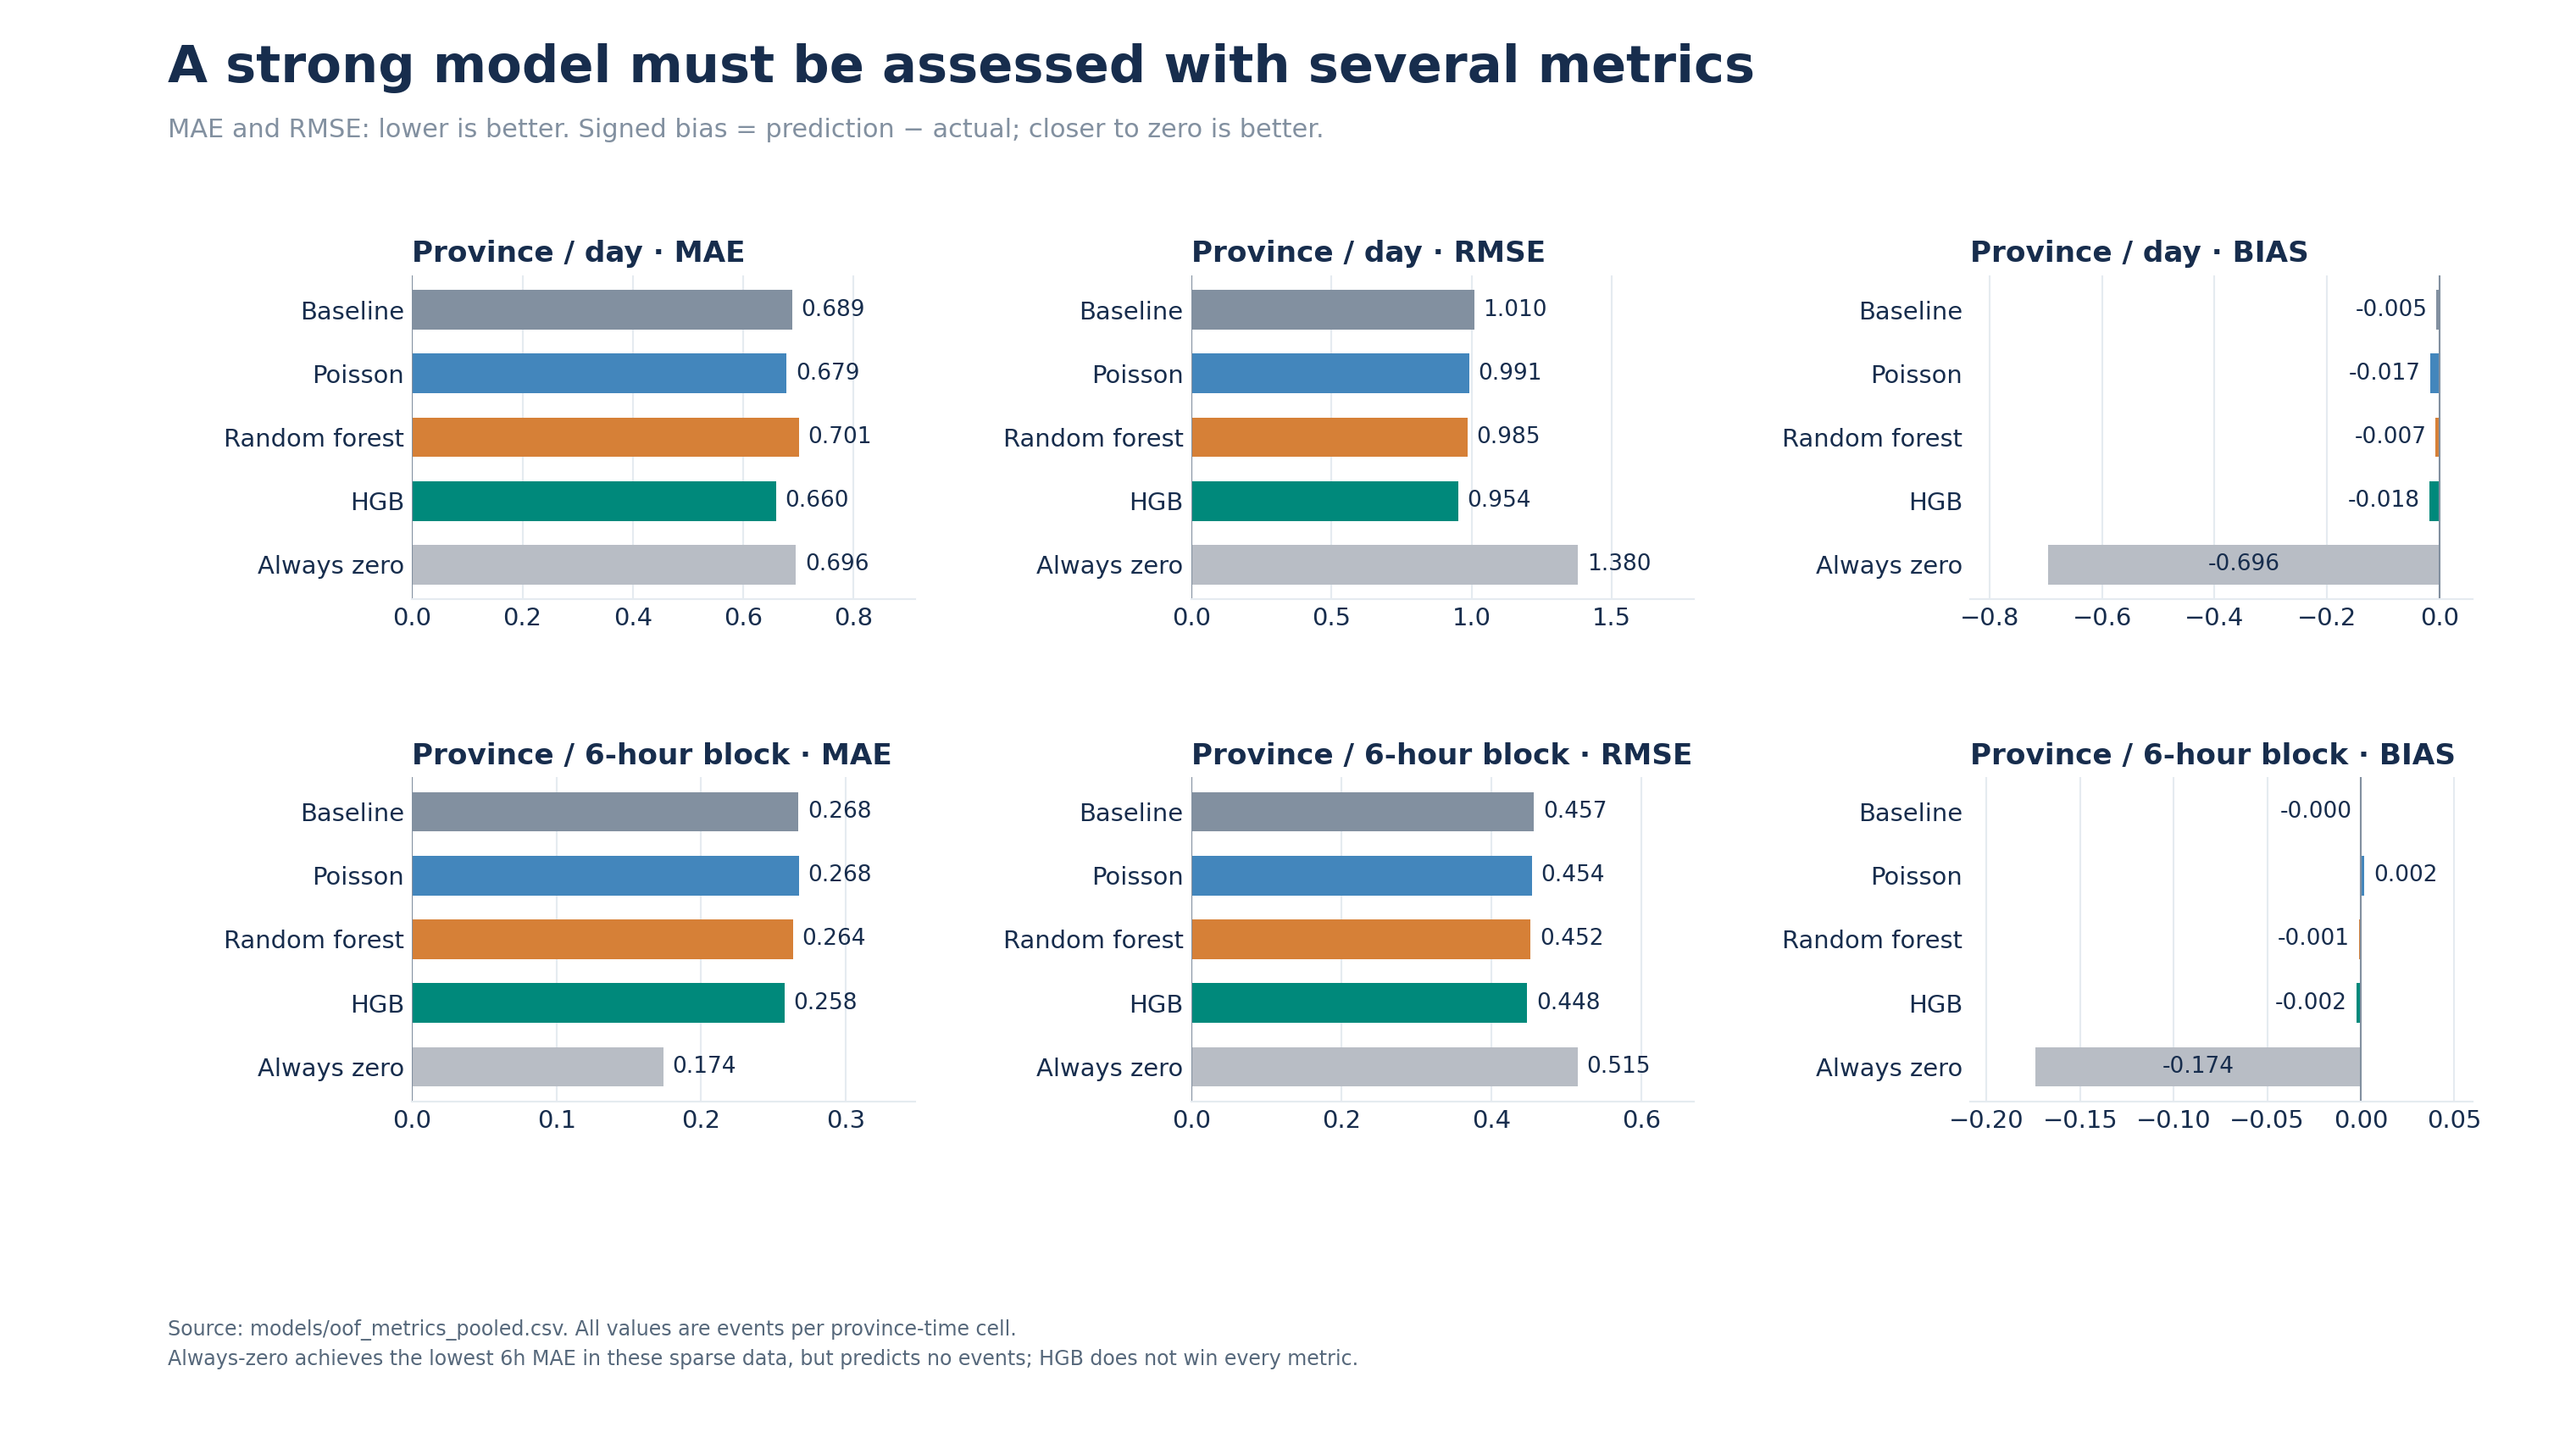 A strong model must be assessed with several metrics
MAE and RMSE: lower is better. Signed bias = prediction − actual; closer to zero is better.
Province / day · MAE
Baseline 0.689
Poisson 0.679
Random forest 0.701
HGB 0.660
Always zero 0.696
0.0 0.2 0.4 0.6 0.8
Province / day · RMSE
Baseline 1.010
Poisson 0.991
Random forest 0.985
HGB 0.954
Always zero 1.380
0.0 0.5 1.0 1.5
Province / day · BIAS
Baseline -0.005
Poisson -0.017
Random forest -0.007
HGB -0.018
Always zero -0.696
−0.8 −0.6 −0.4 −0.2 0.0
Province / 6-hour block · MAE
Baseline 0.268
Poisson 0.268
Random forest 0.264
HGB 0.258
Always zero 0.174
0.0 0.1 0.2 0.3
Province / 6-hour block · RMSE
Baseline 0.457
Poisson 0.454
Random forest 0.452
HGB 0.448
Always zero 0.515
0.0 0.2 0.4 0.6
Province / 6-hour block · BIAS
Baseline -0.000
Poisson 0.002
Random forest -0.001
HGB -0.002
Always zero -0.174
−0.20 −0.15 −0.10 −0.05 0.00 0.05
Source: models/oof_metrics_pooled.csv. All values are events per province-time cell.
Always-zero achieves the lowest 6h MAE in these sparse data, but predicts no events; HGB does not win every metric.